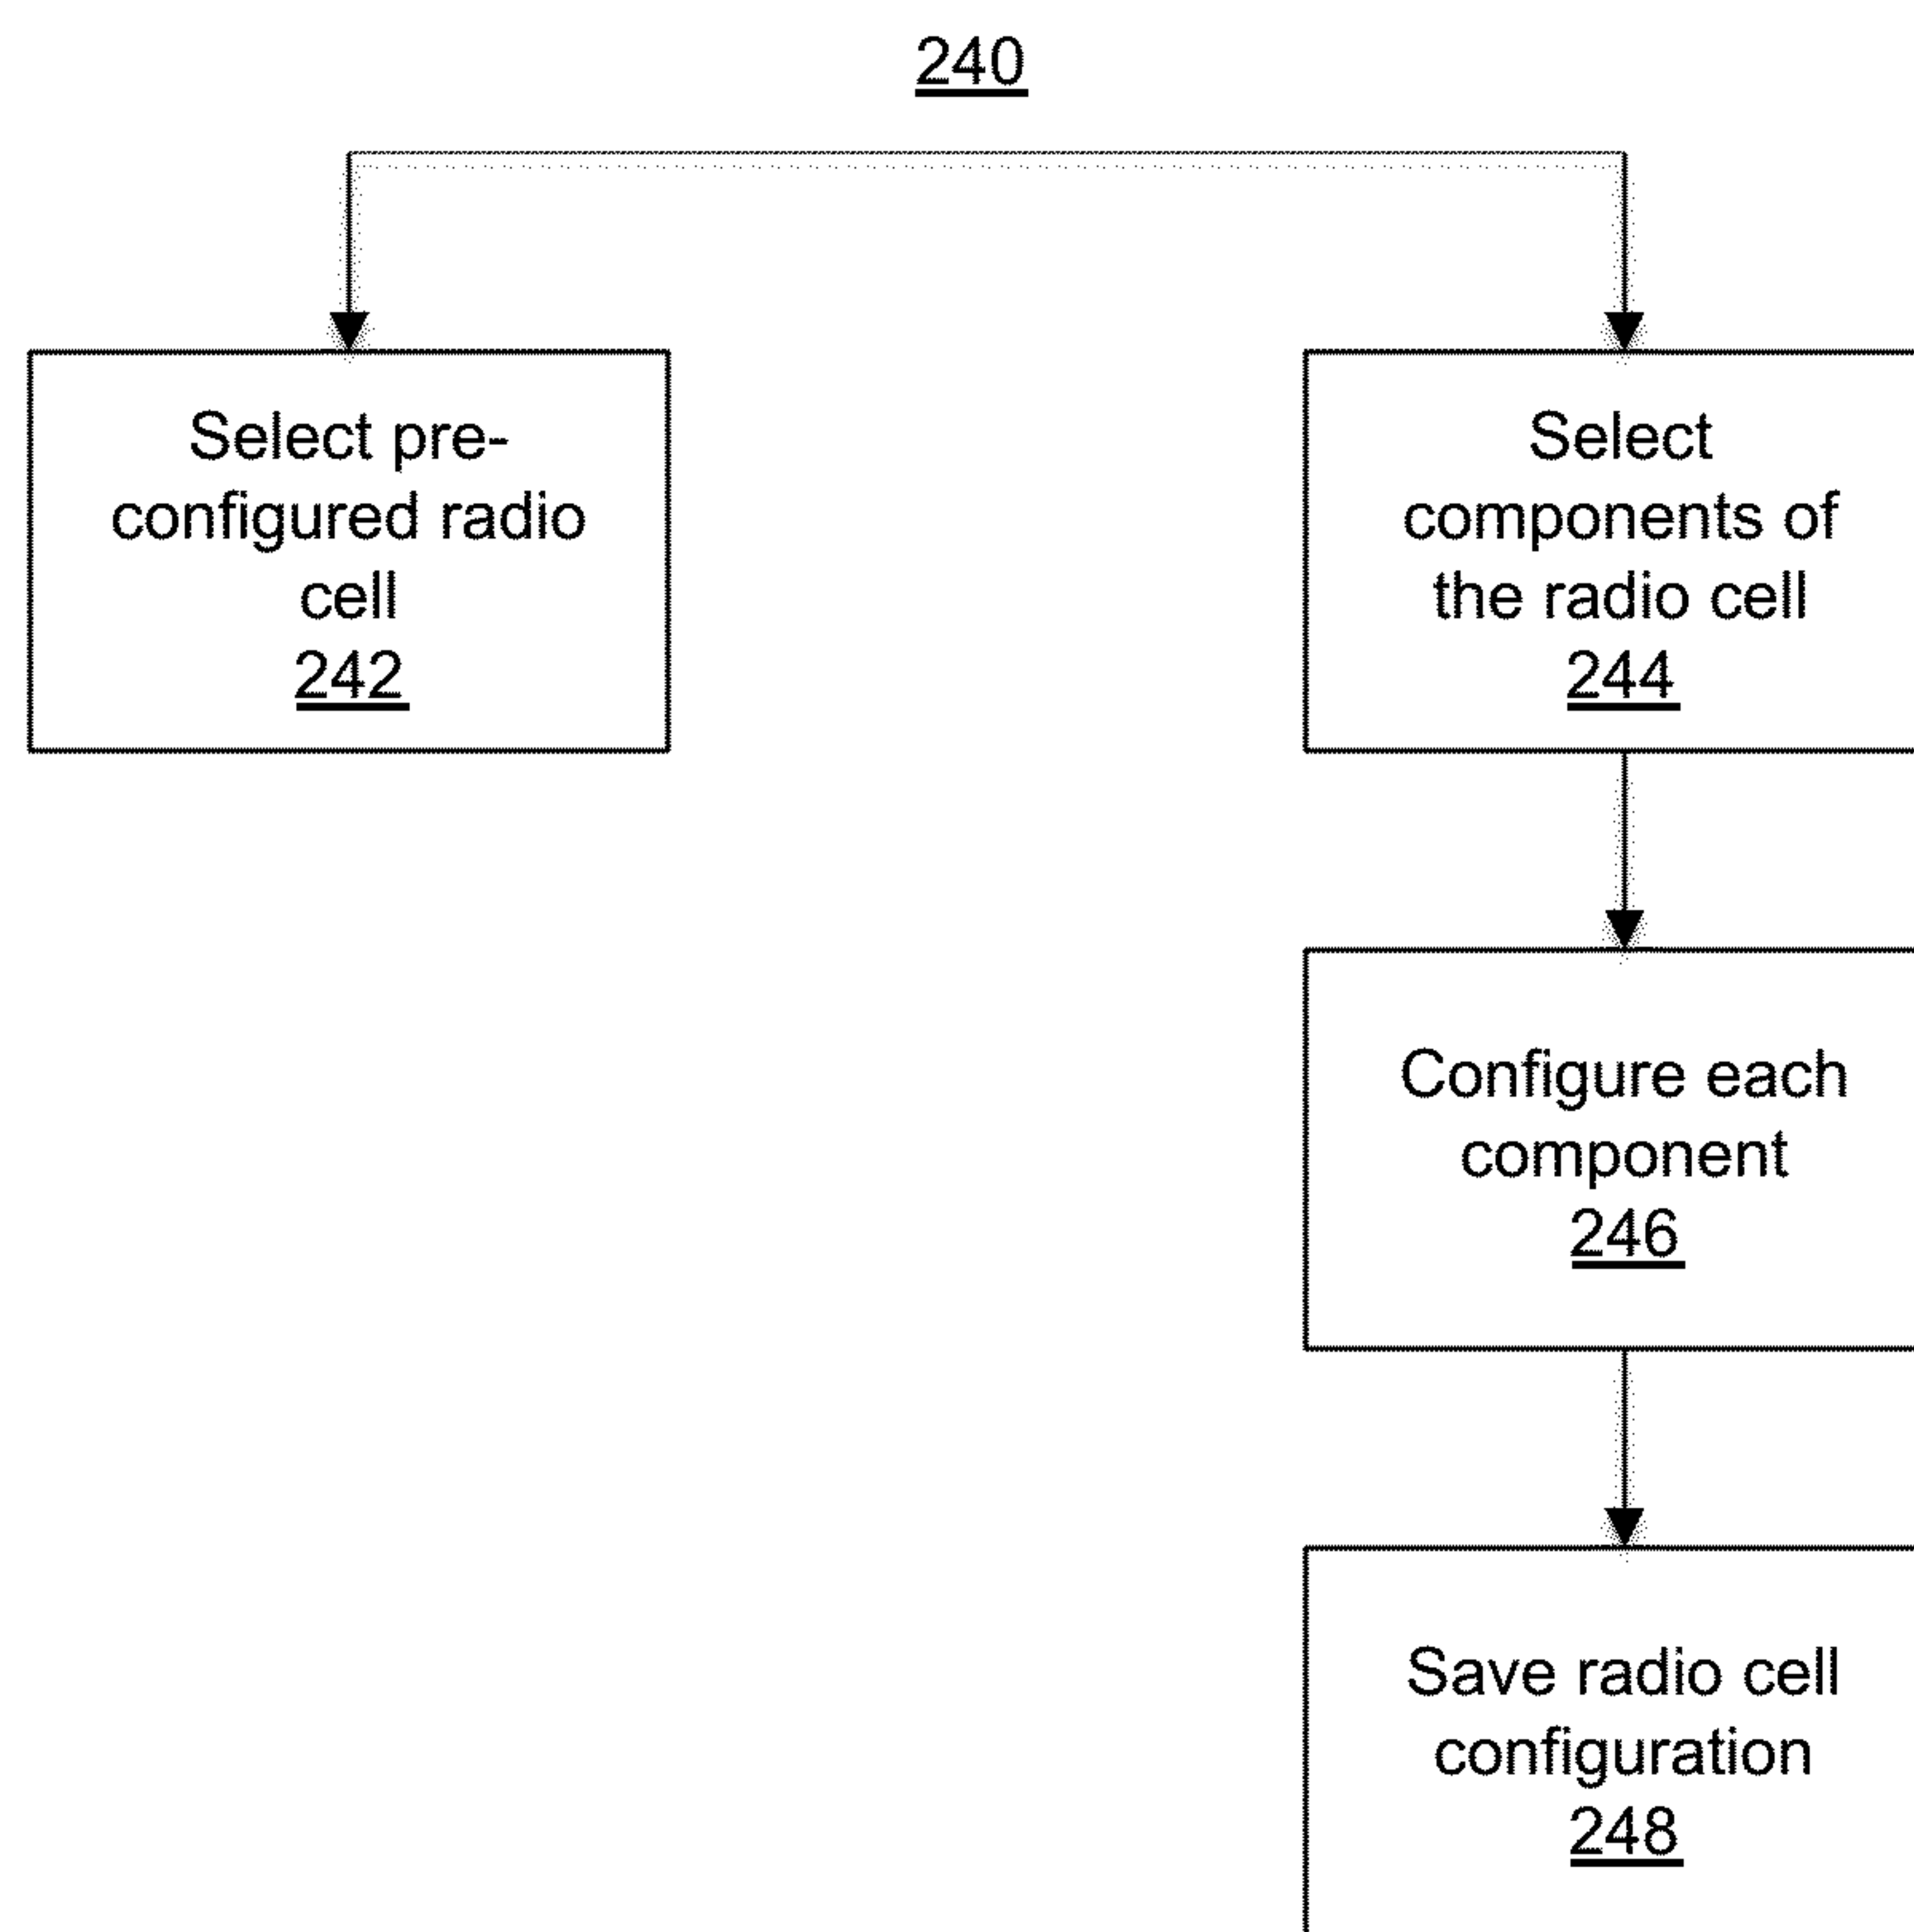 240
Select pre-
configured radio
cell
242
Select
components of
the radio cell
244
Configure each
component
246
Save radio cell
configuration
248